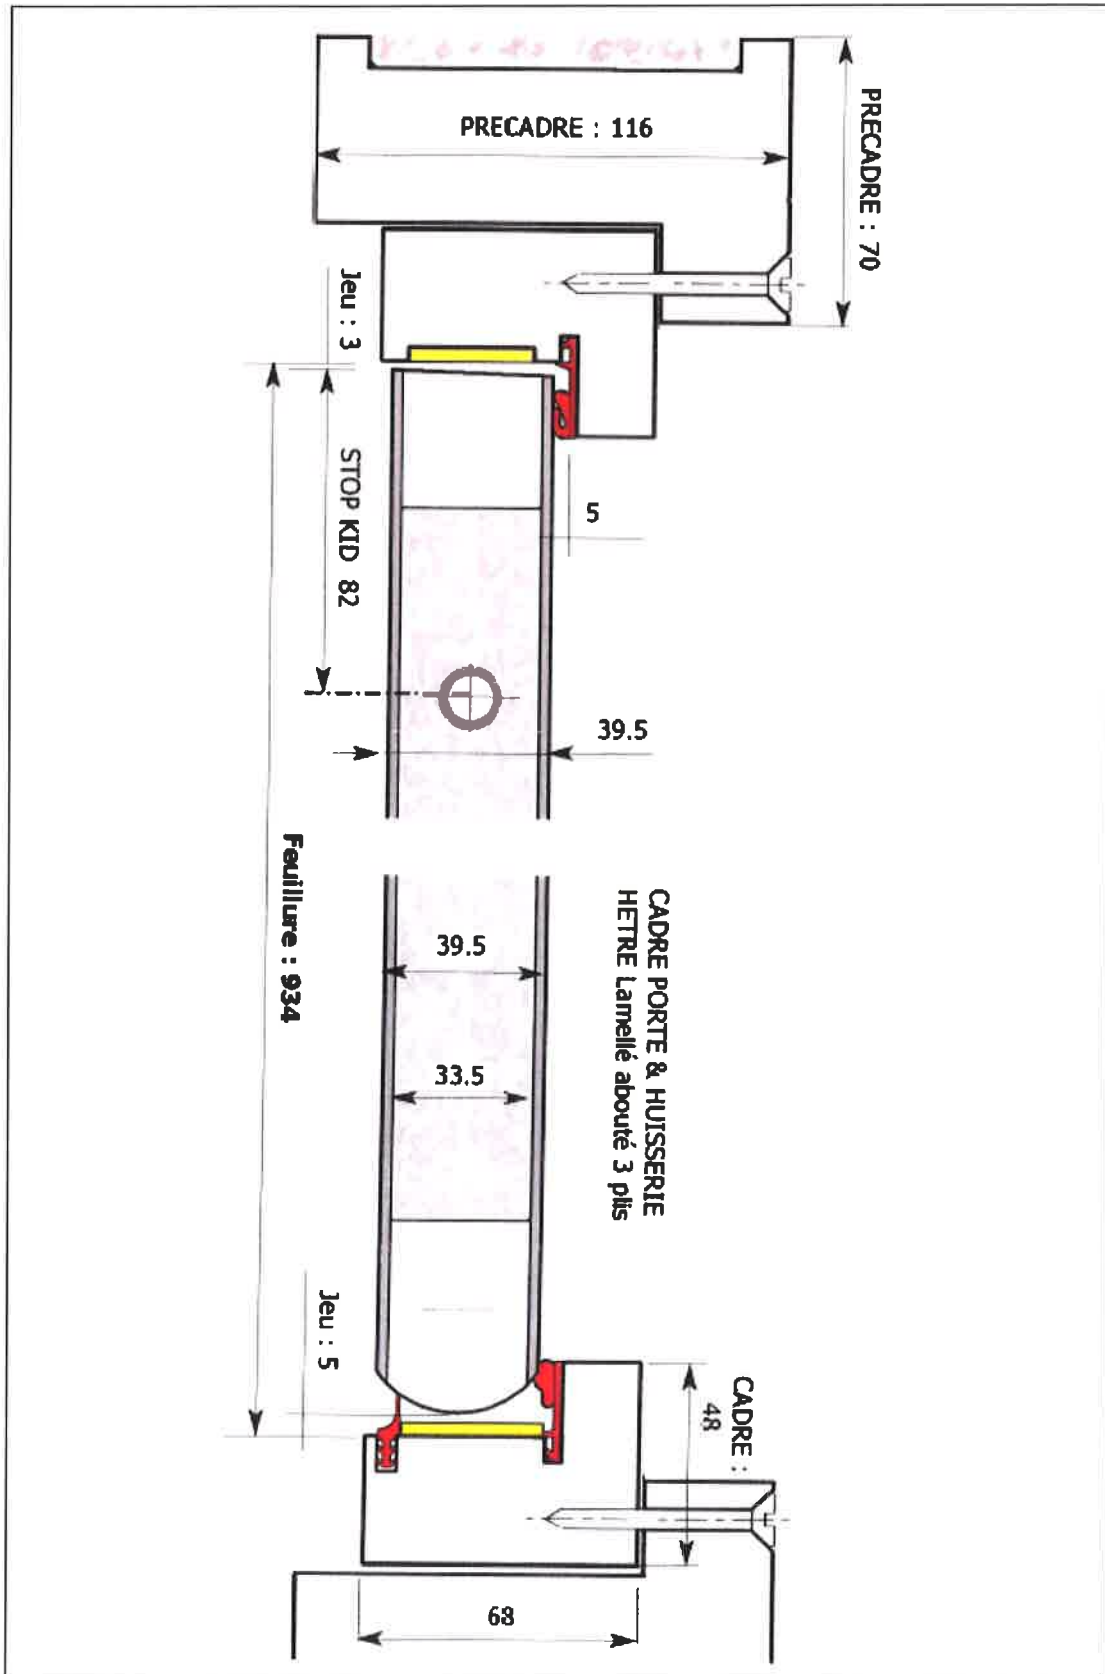 PRECADRE : 116
PRECADRE : 70
Jeu : 3
STOP KID 82
5
39.5
Feuillure : 934
CADRE PORTE & HUISSERIE
HETRE Lamellé abouté 3 plis
39.5
33.5
Jeu : 5
CADRE :
48
68